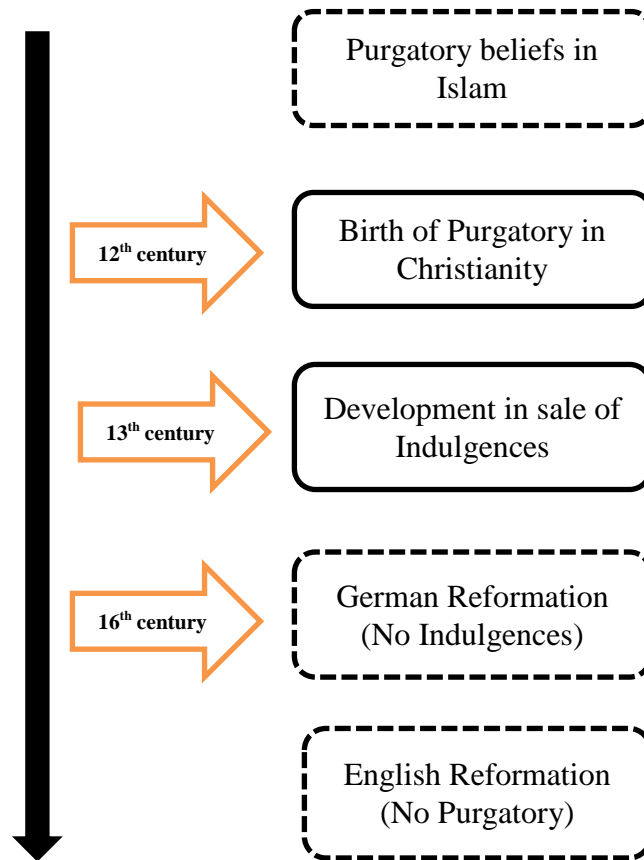 Purgatory beliefs in
Islam
12th century
Birth of Purgatory in
Christianity
13th century
Development in sale of
Indulgences
16th century
German Reformation
(No Indulgences)
English Reformation
(No Purgatory)